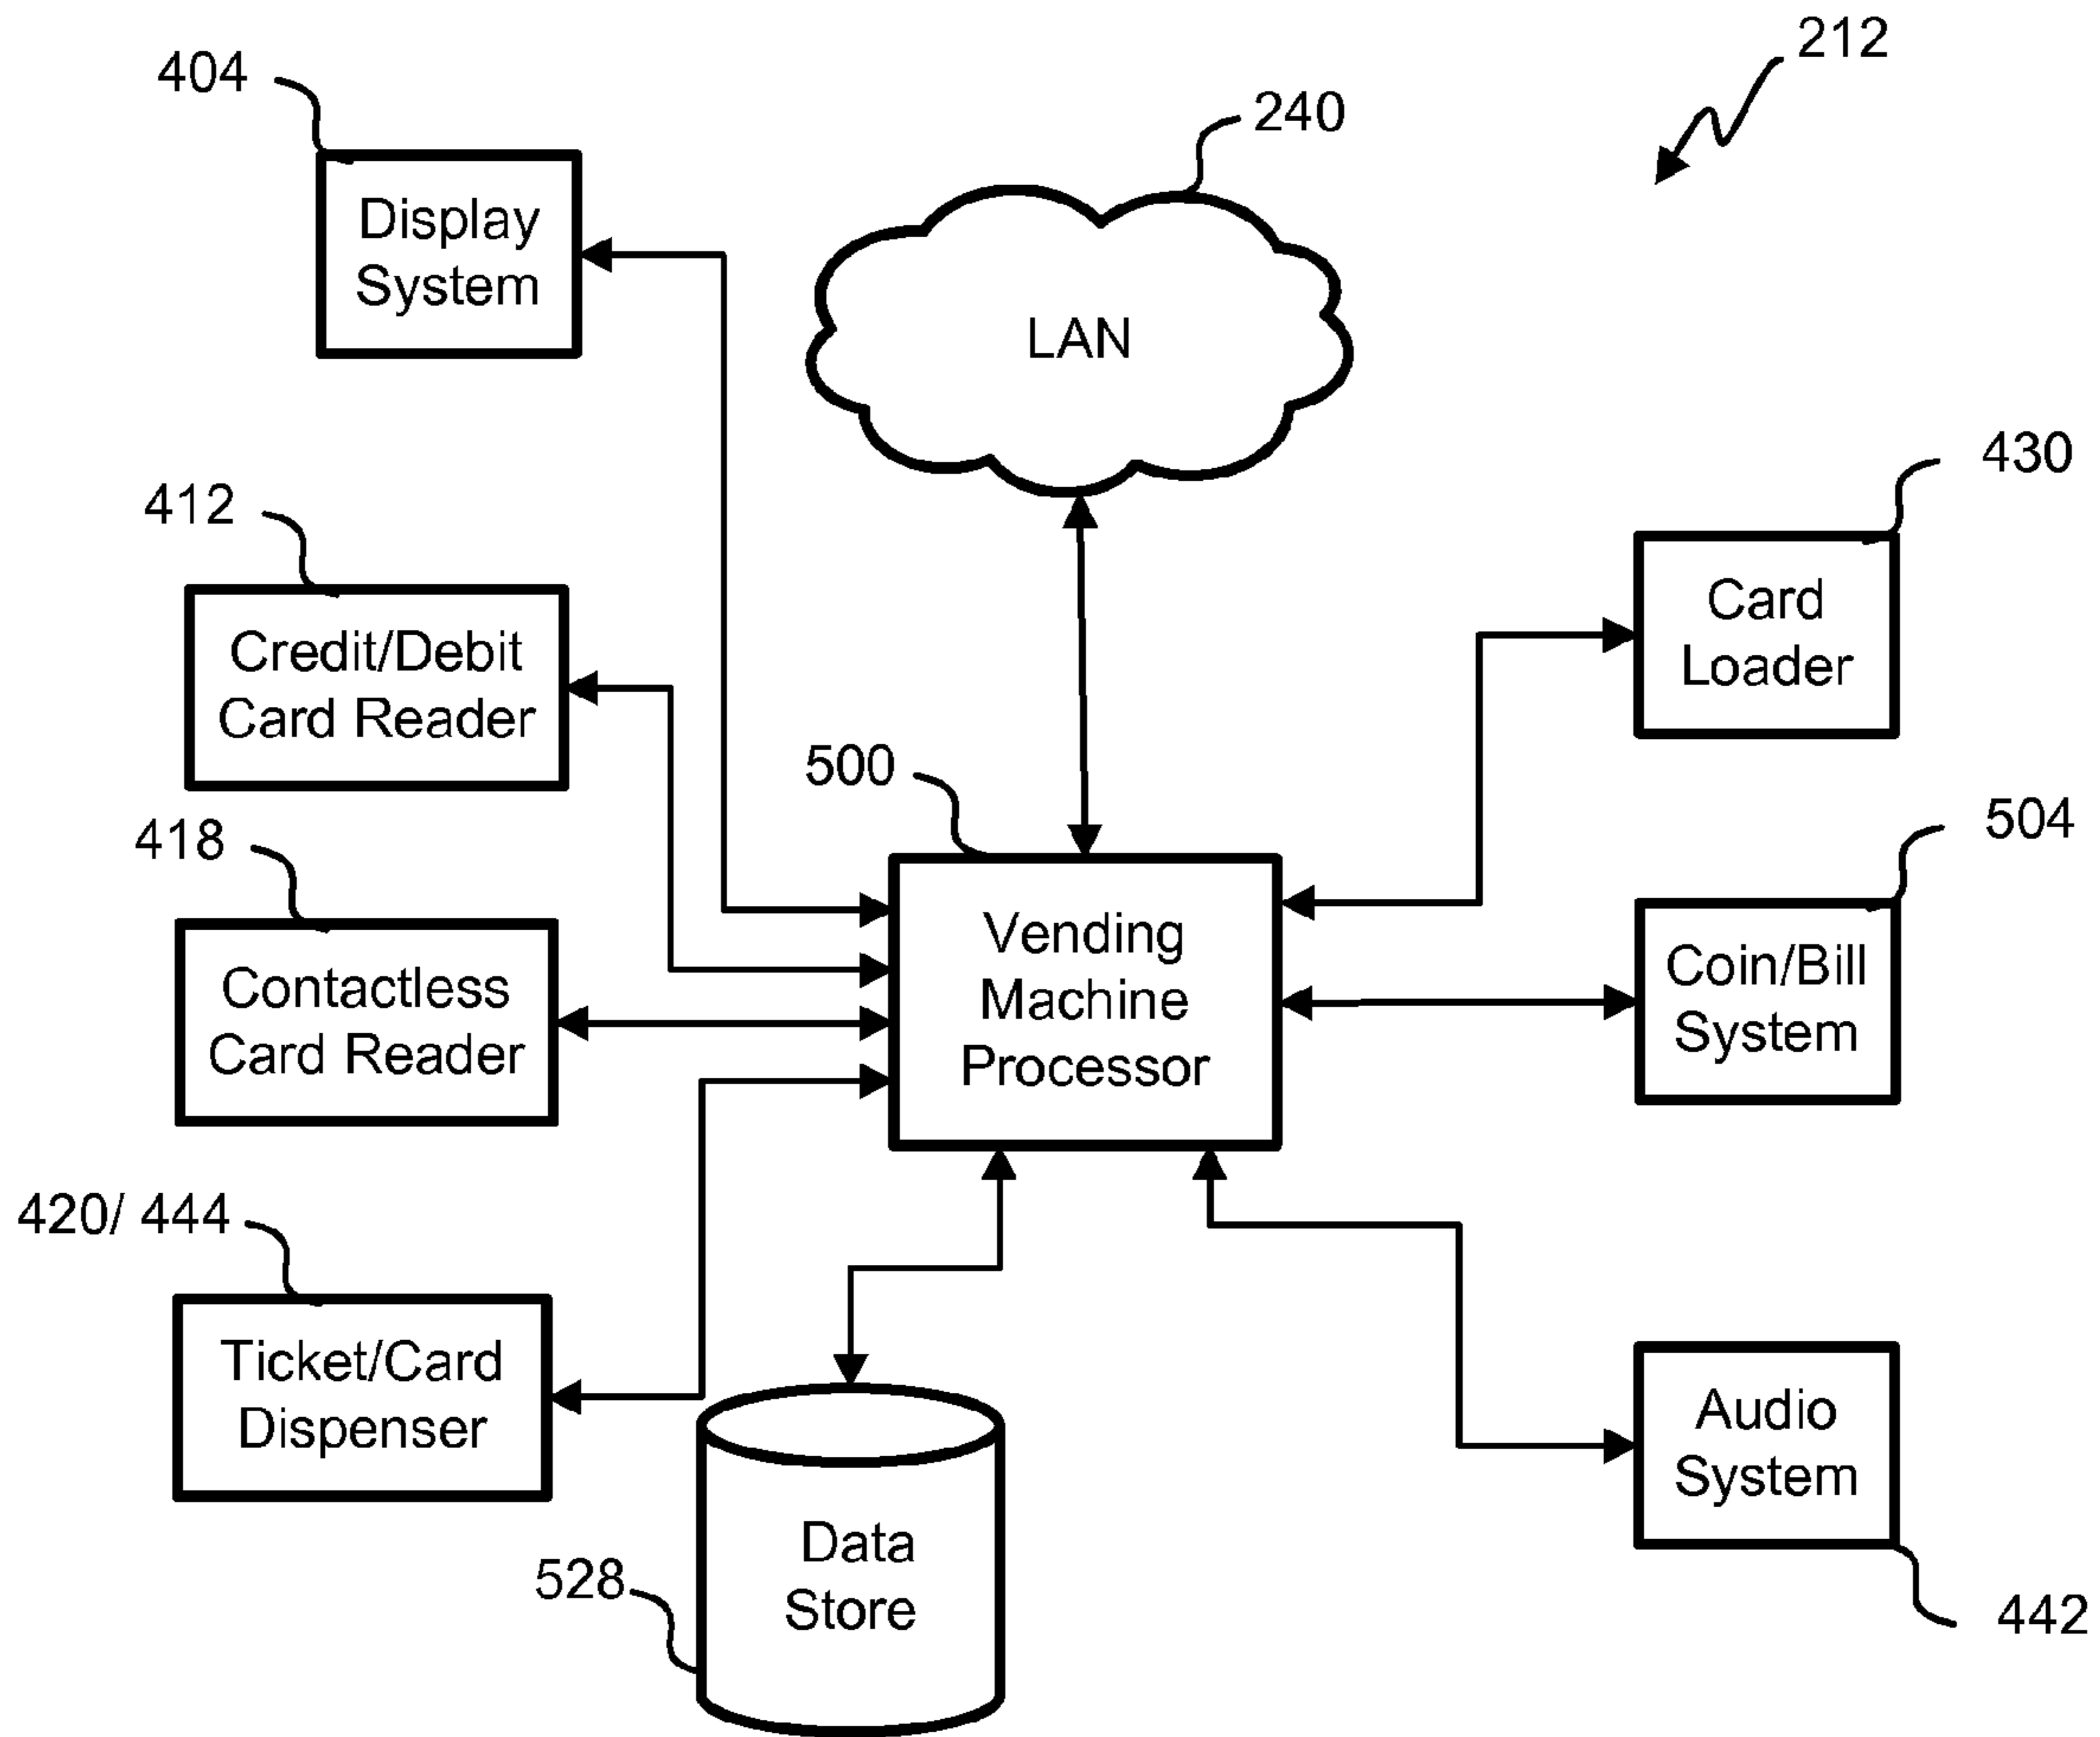 212
404
240
Display
System
LAN
430
412
Card
Loader
Credit/Debit
Card Reader
500
504
418
Vending
Machine
Processor
Coin/Bill
System
Contactless
Card Reader
420/ 444
Ticket/Card
Dispenser
Audio
System
Data
Store
528
442